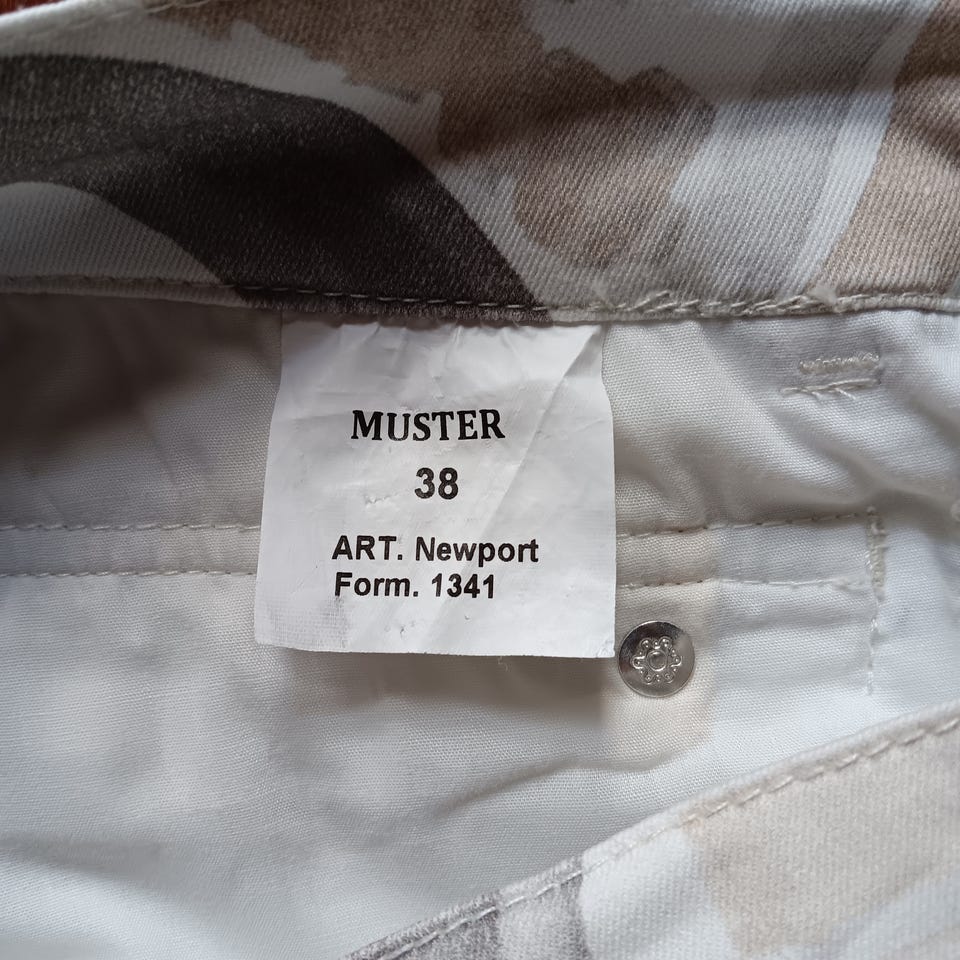 MUSTER
38
ART. Newport
Form. 1341